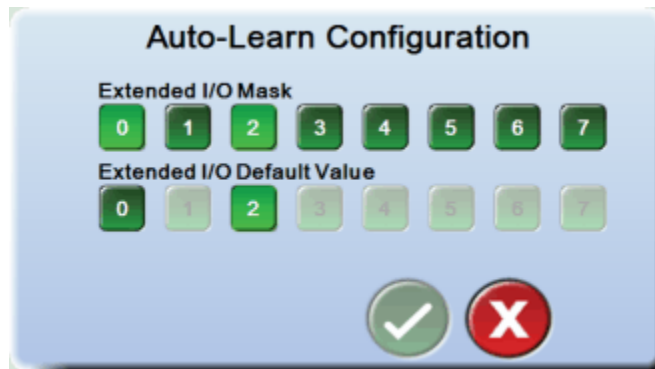 Auto-Learn Configuration
Extended I/O Mask
0 1 2 3 4 5 6 7
Extended I/O Default Value
0 1 2 3 4 5 6 7